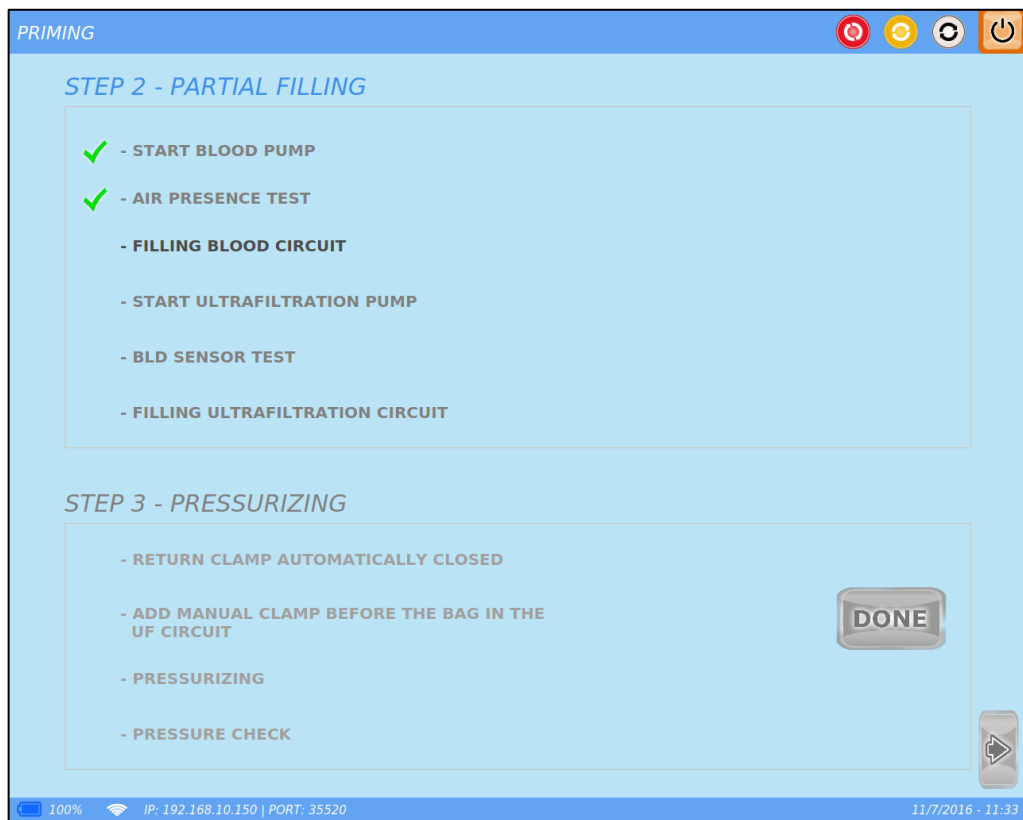 PRIMING
STEP 2 - PARTIAL FILLING
- START BLOOD PUMP
- AIR PRESENCE TEST
- FILLING BLOOD CIRCUIT
- START ULTRAFILTRATION PUMP
- BLD SENSOR TEST
- FILLING ULTRAFILTRATION CIRCUIT
STEP 3 - PRESSURIZING
- RETURN CLAMP AUTOMATICALLY CLOSED
- ADD MANUAL CLAMP BEFORE THE BAG IN THE
UF CIRCUIT
DONE
- PRESSURIZING
- PRESSURE CHECK
100% IP: 192.168.10.150 | PORT: 35520 11/7/2016 - 11:33